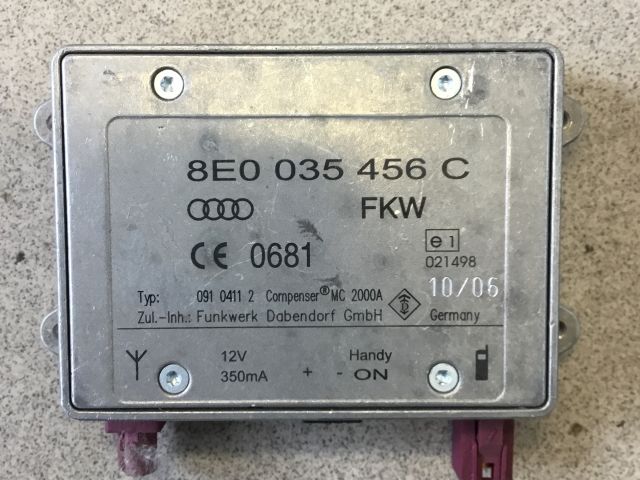 8E0 035 456 C
FKW
CE 0681
e1
021498
10/06
Typ: 091 0411 2 Compenser® MC 2000A
Zul.-Inh.: Funkwerk Dabendorf GmbH
Germany
12V Handy
350mA + - ON